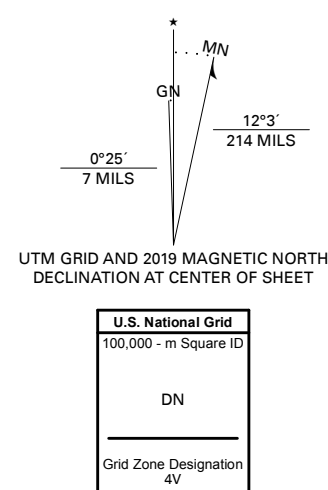 ★
MN
GN
12°3´
214 MILS
0°25´
7 MILS
UTM GRID AND 2019 MAGNETIC NORTH
DECLINATION AT CENTER OF SHEET
U.S. National Grid
100,000 - m Square ID
DN
Grid Zone Designation
4V